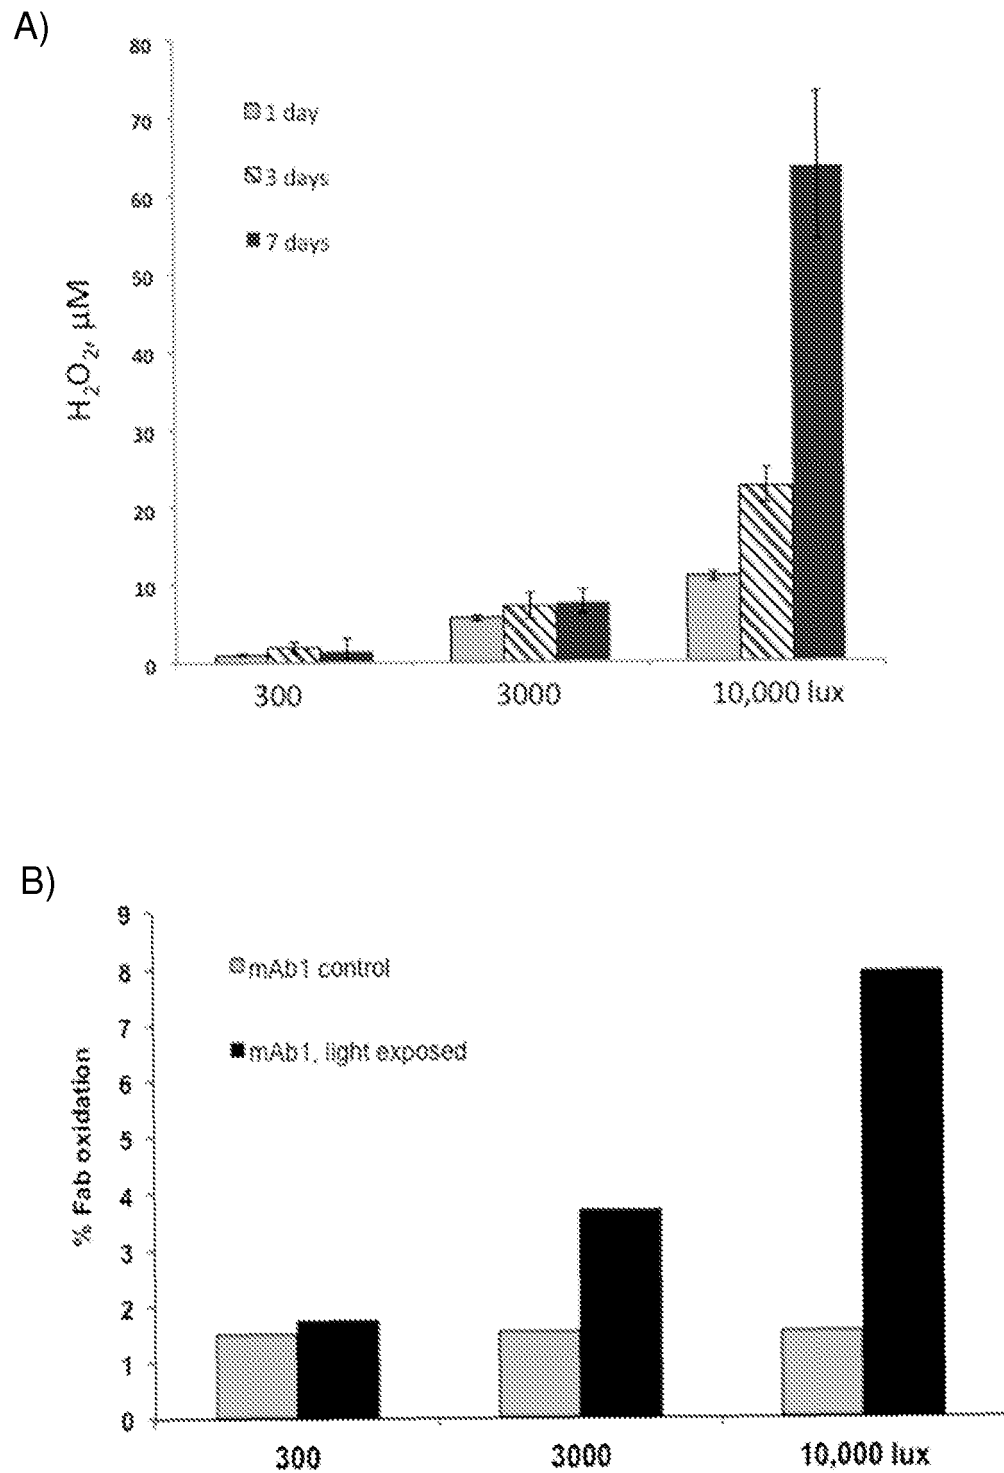 A)
80
70
60
50
40
30
20
10
0
H₂O₂, µM
1 day
3 days
7 days
300 3000 10,000 lux
B)
9
8
7
6
5
4
3
2
1
0
% Fab oxidation
mAb1 control
mAb1, light exposed
300 3000 10,000 lux